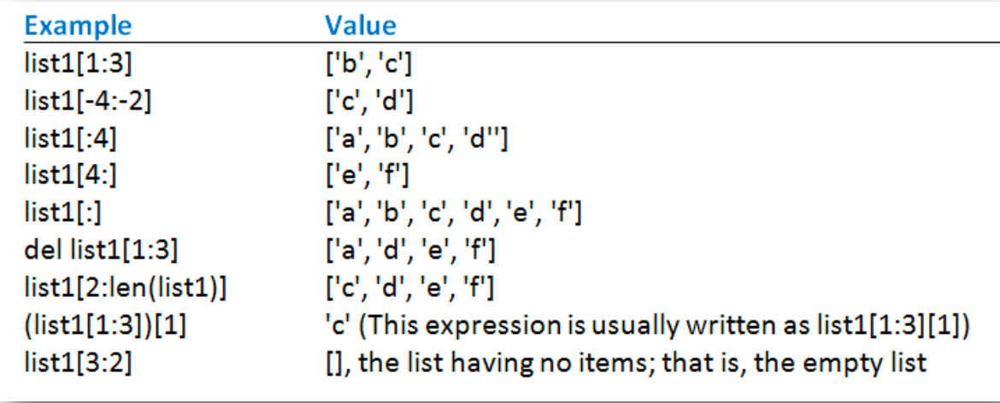 Example Value
list1[1:3] ['b', 'c']
list1[-4:-2] ['c', 'd']
list1[:4] ['a', 'b', 'c', 'd'']
list1[4:] ['e', 'f']
list1[:] ['a', 'b', 'c', 'd', 'e', 'f']
del list1[1:3] ['a', 'd', 'e', 'f']
list1[2:len(list1)] ['c', 'd', 'e', 'f']
(list1[1:3])[1] 'c' (This expression is usually written as list1[1:3][1])
list1[3:2] [], the list having no items; that is, the empty list